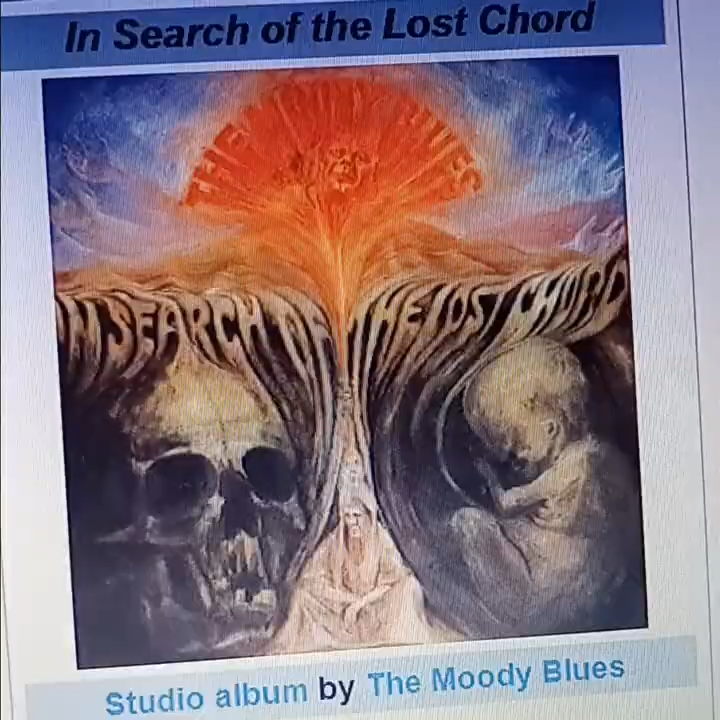 In Search of the Lost Chord
THE MOODY BLUES
IN SEARCH OF THE LOST CHORD
Studio album by The Moody Blues